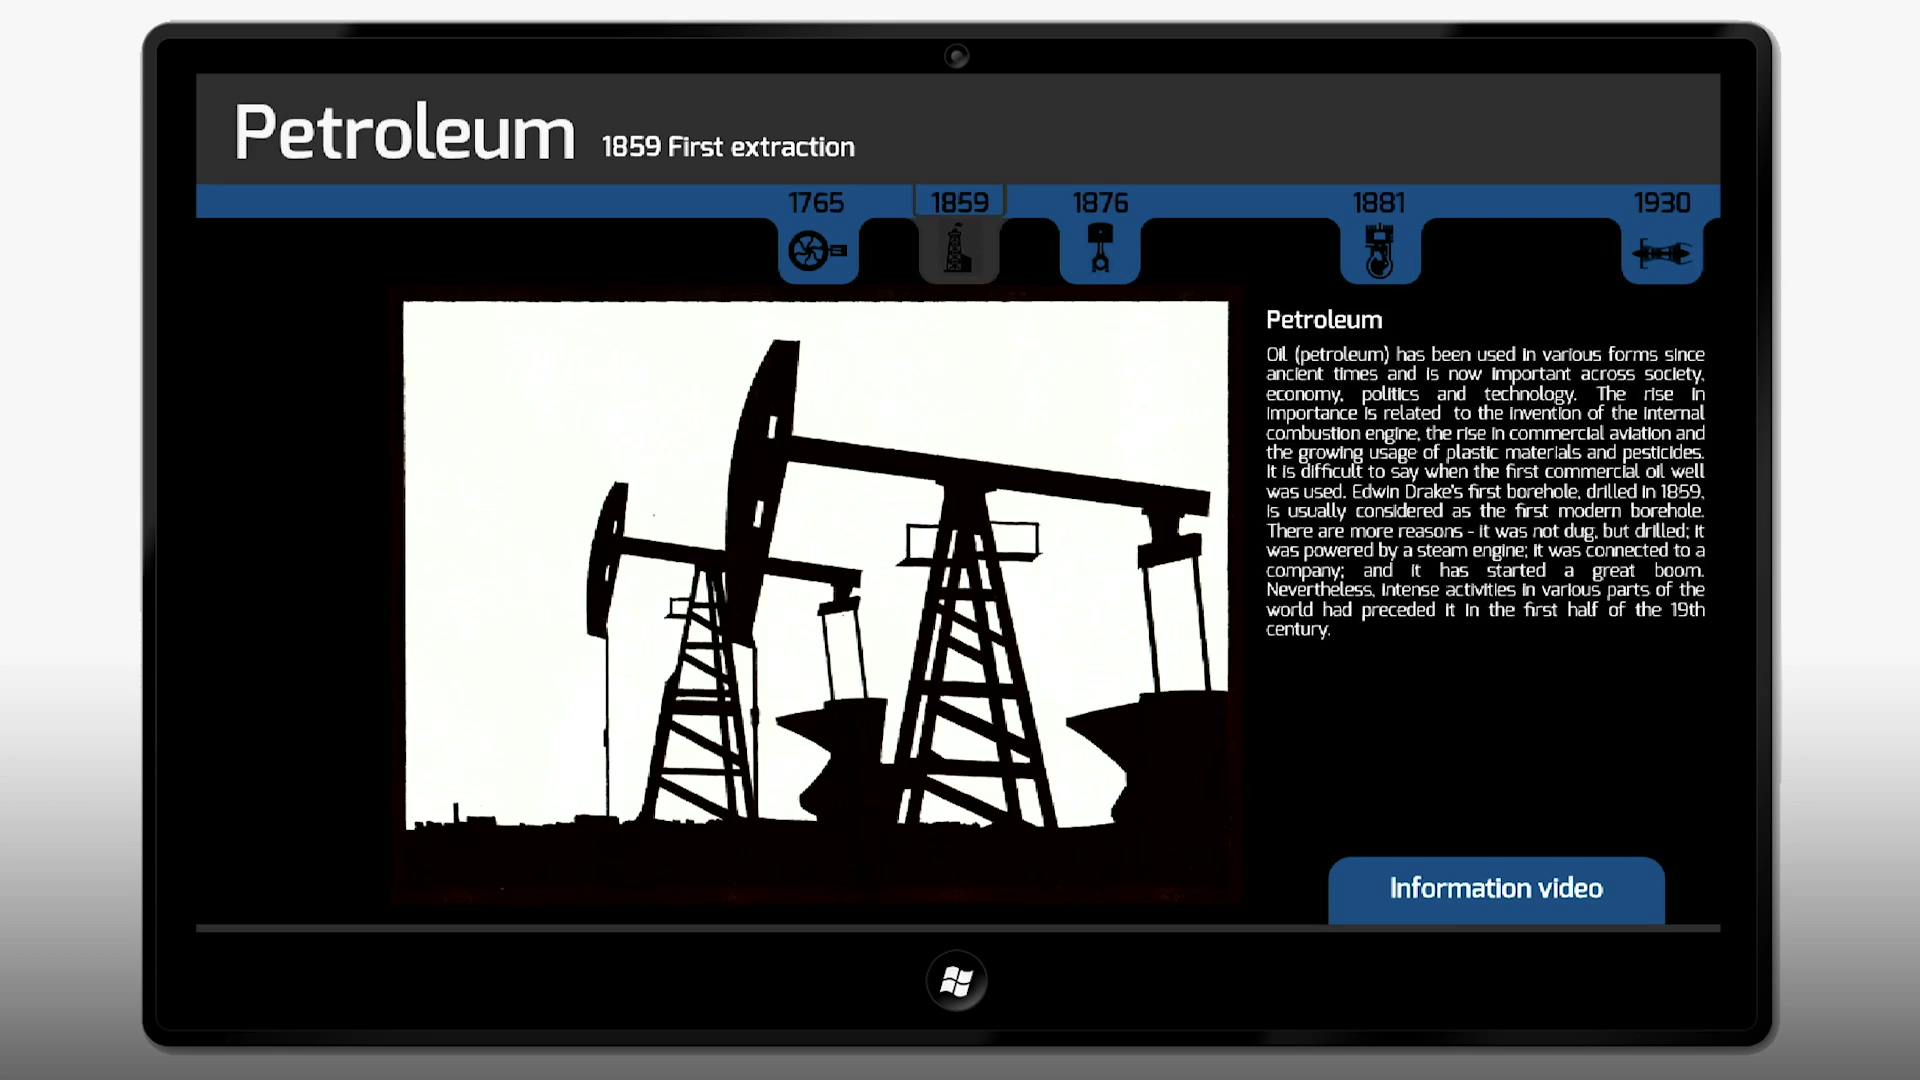 Petroleum 1859 First extraction
1765 1859 1876 1881 1930
Petroleum
Oil (petroleum) has been used in various forms since
ancient times and is now important across society,
economy, politics and technology. The rise in
importance is related to the invention of the internal
combustion engine, the rise in commercial aviation and
the growing usage of plastic materials and pesticides.
It is difficult to say when the first commercial oil well
was used. Edwin Drake's first borehole, drilled in 1859,
is usually considered as the first modern borehole.
There are more reasons - it was not dug, but drilled; it
was powered by a steam engine; it was connected to a
company; and it has started a great boom.
Nevertheless, intense activities in various parts of the
world had preceded it in the first half of the 19th
century.
Information video